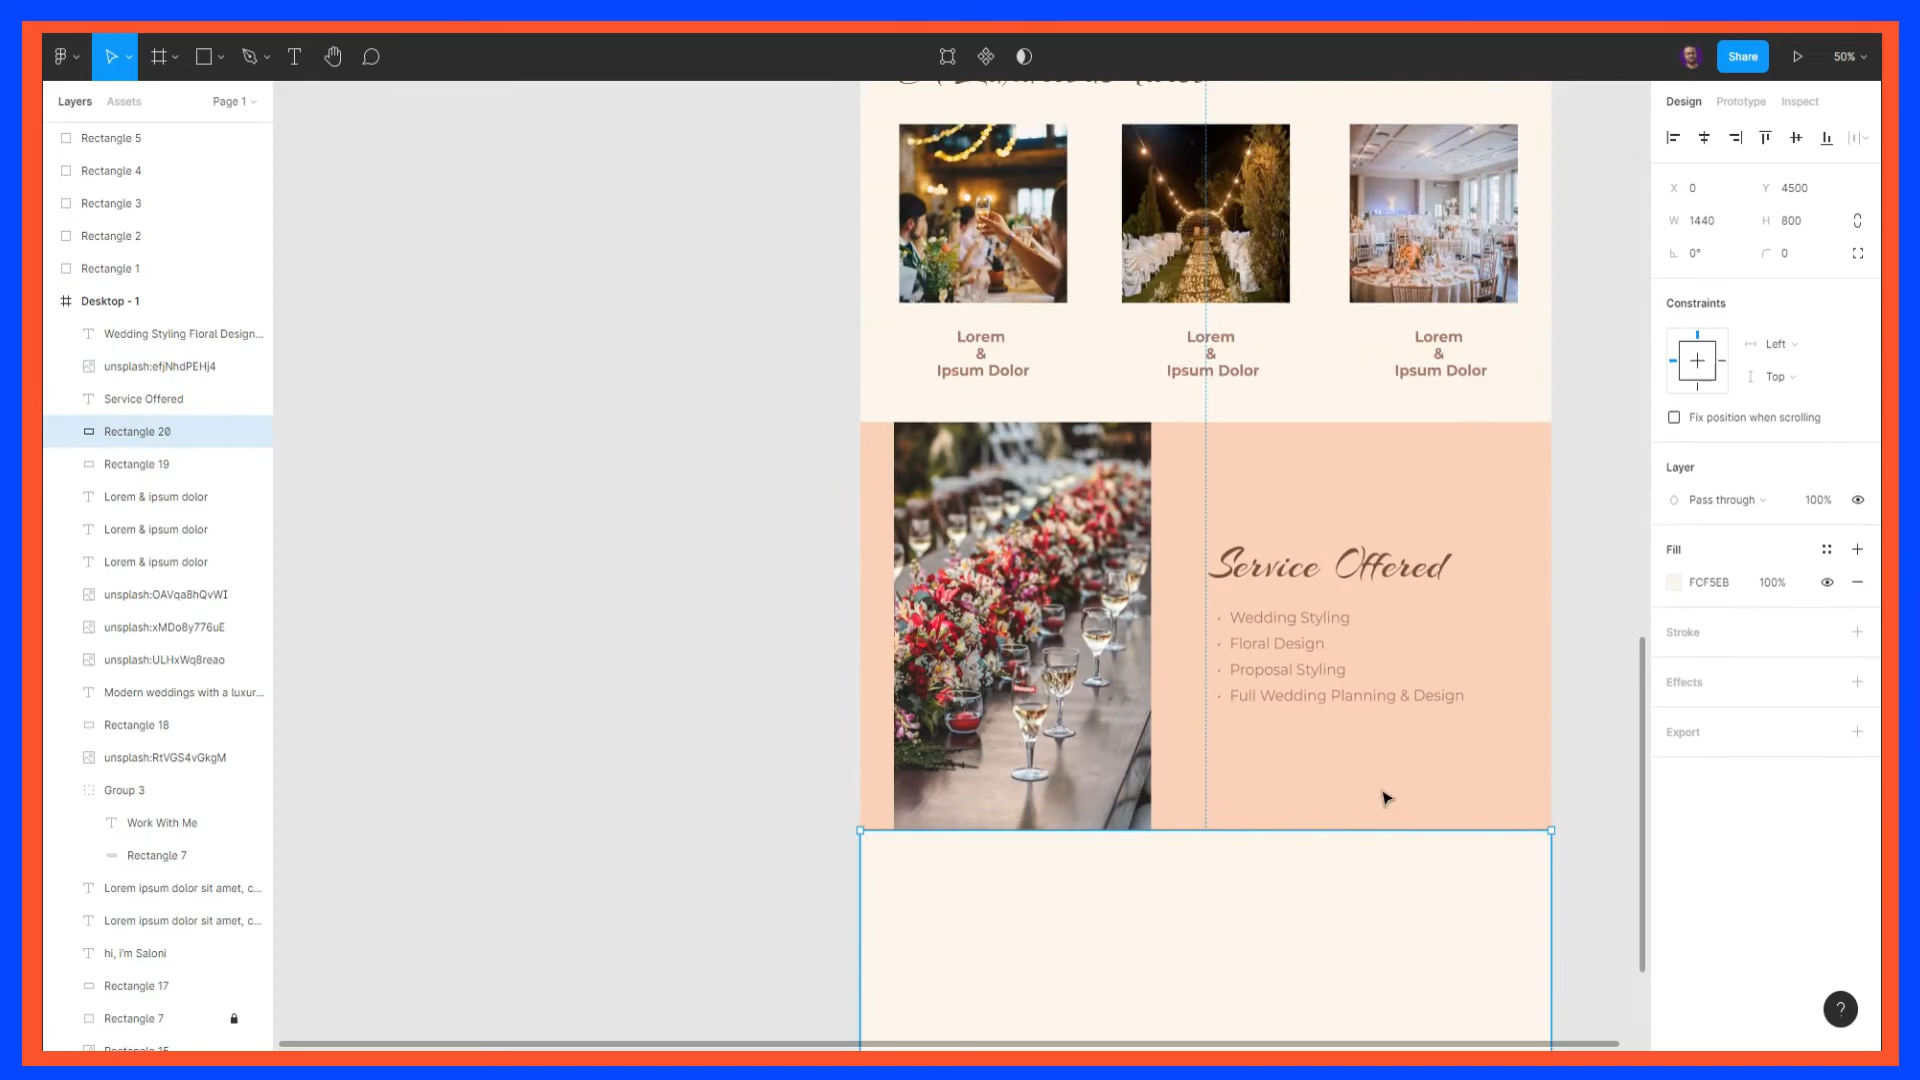 Share
50%
Layers
Assets
Page 1
Rectangle 5
Rectangle 4
Rectangle 3
Rectangle 2
Rectangle 1
Desktop - 1
Wedding Styling Floral Design...
unsplash:efjNhdPEHj4
Service Offered
Rectangle 20
Rectangle 19
Lorem & ipsum dolor
Lorem & ipsum dolor
Lorem & ipsum dolor
unsplash:OAVqa8hQvWI
unsplash:xMDo8y776uE
unsplash:ULHxWq8reao
Modern weddings with a luxur...
Rectangle 18
unsplash:RtVGS4vGkgM
Group 3
Work With Me
Rectangle 7
Lorem ipsum dolor sit amet, c...
Lorem ipsum dolor sit amet, c...
hi, i'm Saloni
Rectangle 17
Rectangle 7
Lorem
&
Ipsum Dolor
Lorem
&
Ipsum Dolor
Lorem
&
Ipsum Dolor
Service Offered
• Wedding Styling
• Floral Design
• Proposal Styling
• Full Wedding Planning & Design
Design
Prototype
Inspect
X 0
Y 4500
W 1440
H 800
0°
0
Constraints
Left
Top
Fix position when scrolling
Layer
Pass through
100%
Fill
FCF5EB
100%
Stroke
Effects
Export
?